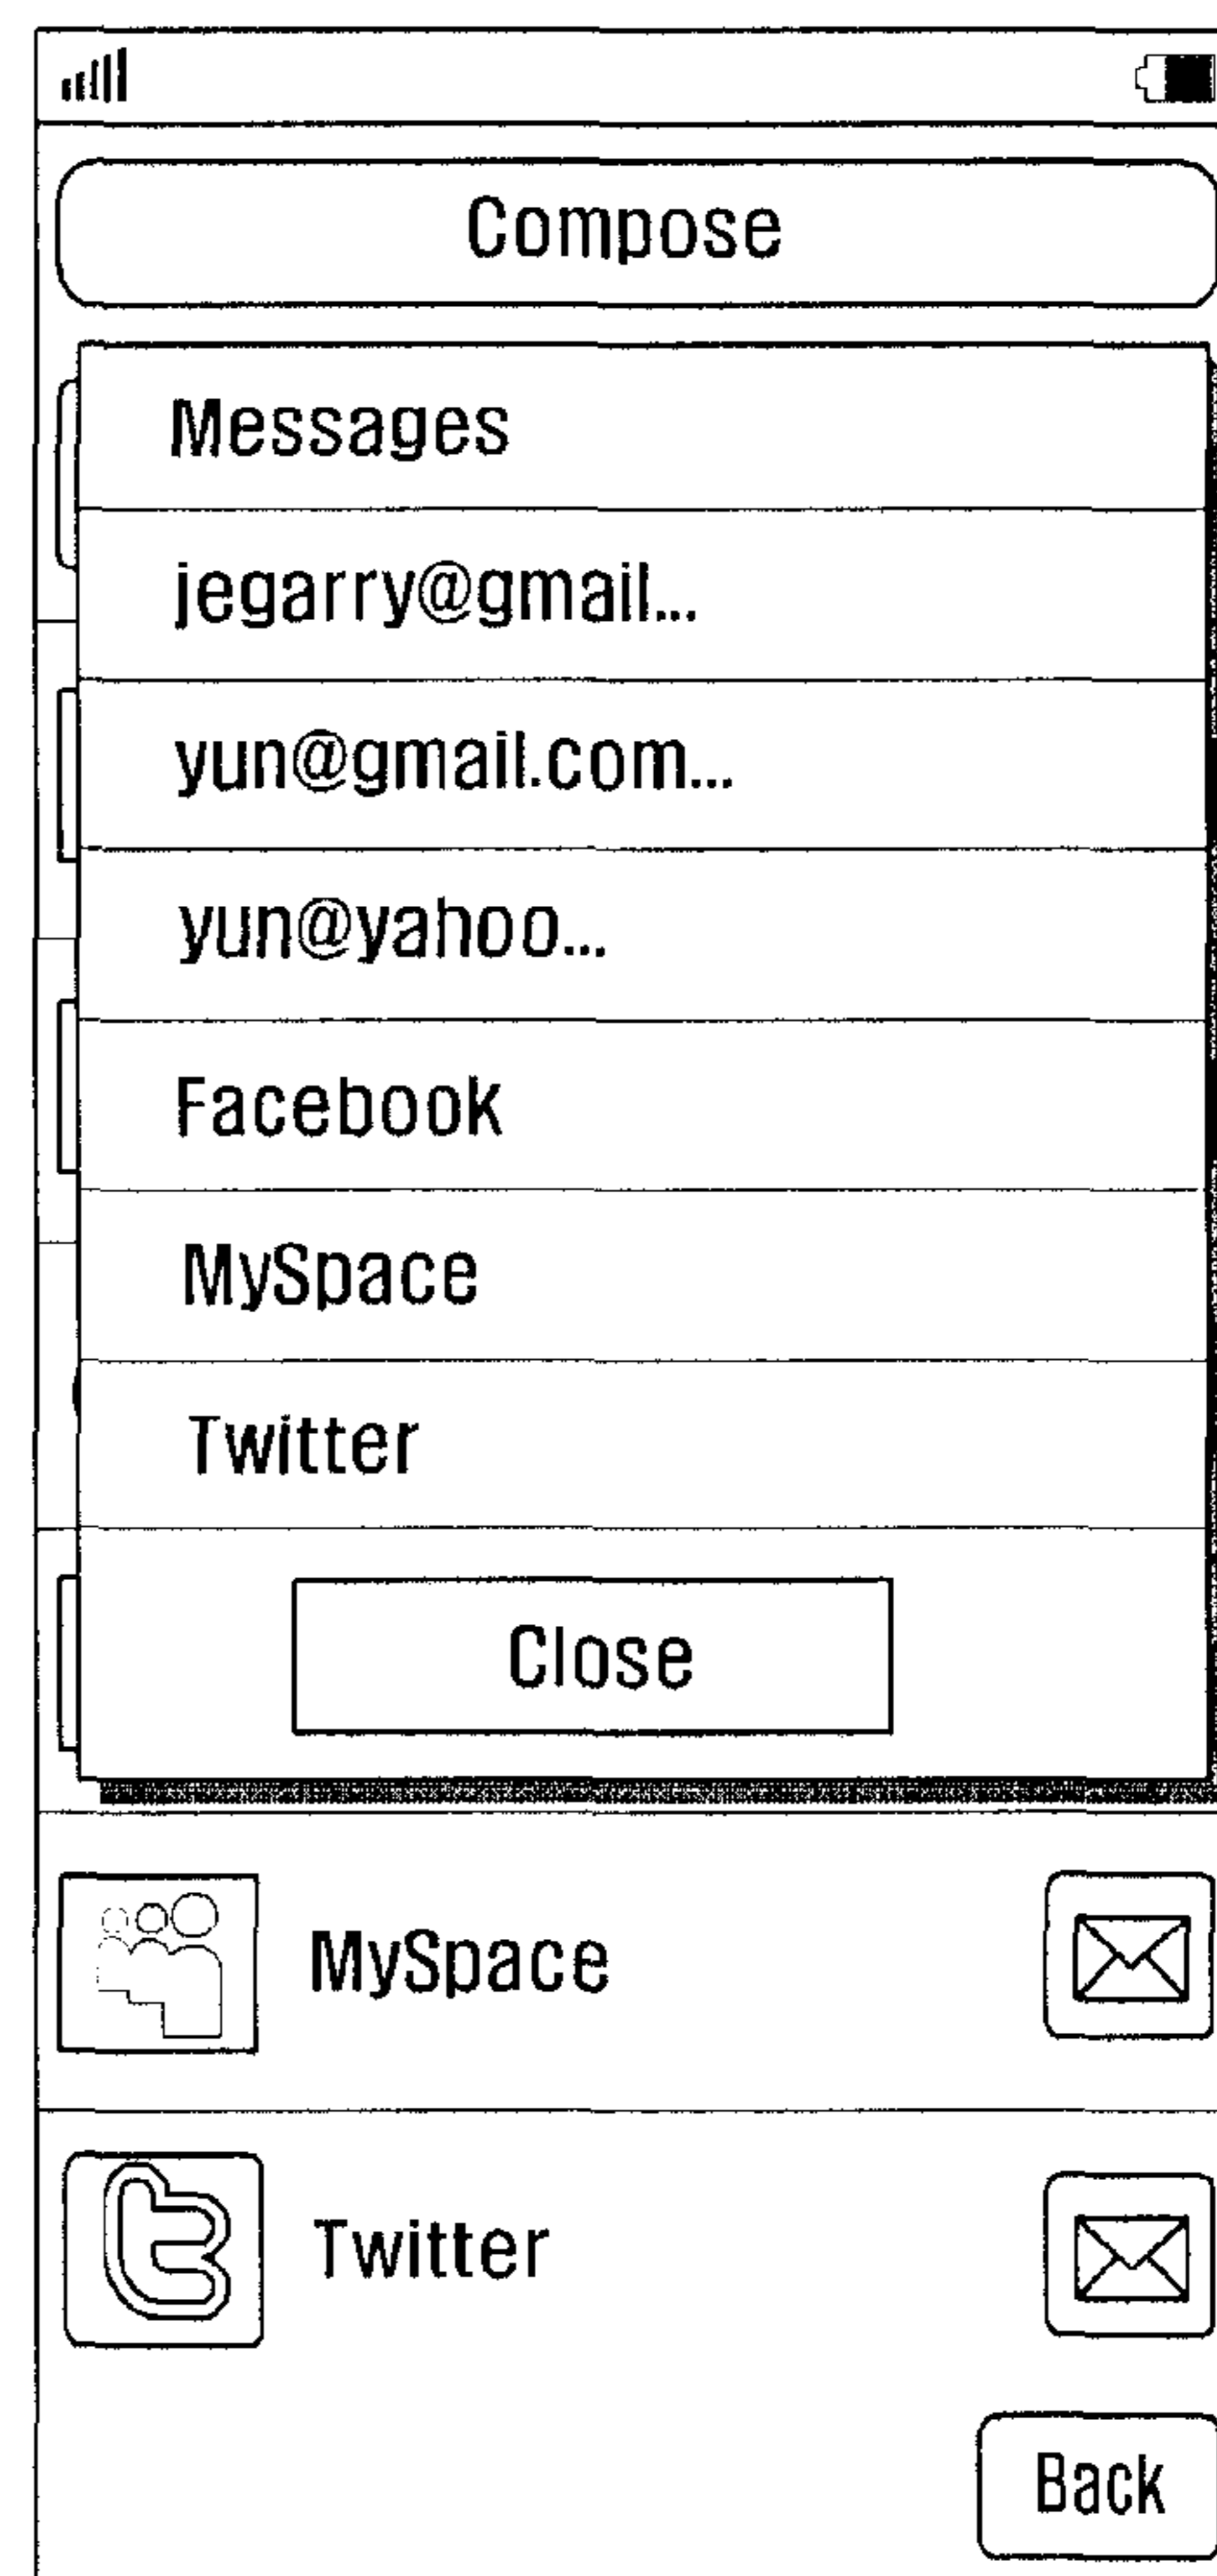 Compose
Messages
jegarry@gmail...
yun@gmail.com...
yun@yahoo...
Facebook
MySpace
Twitter
Close
MySpace
Twitter
Back